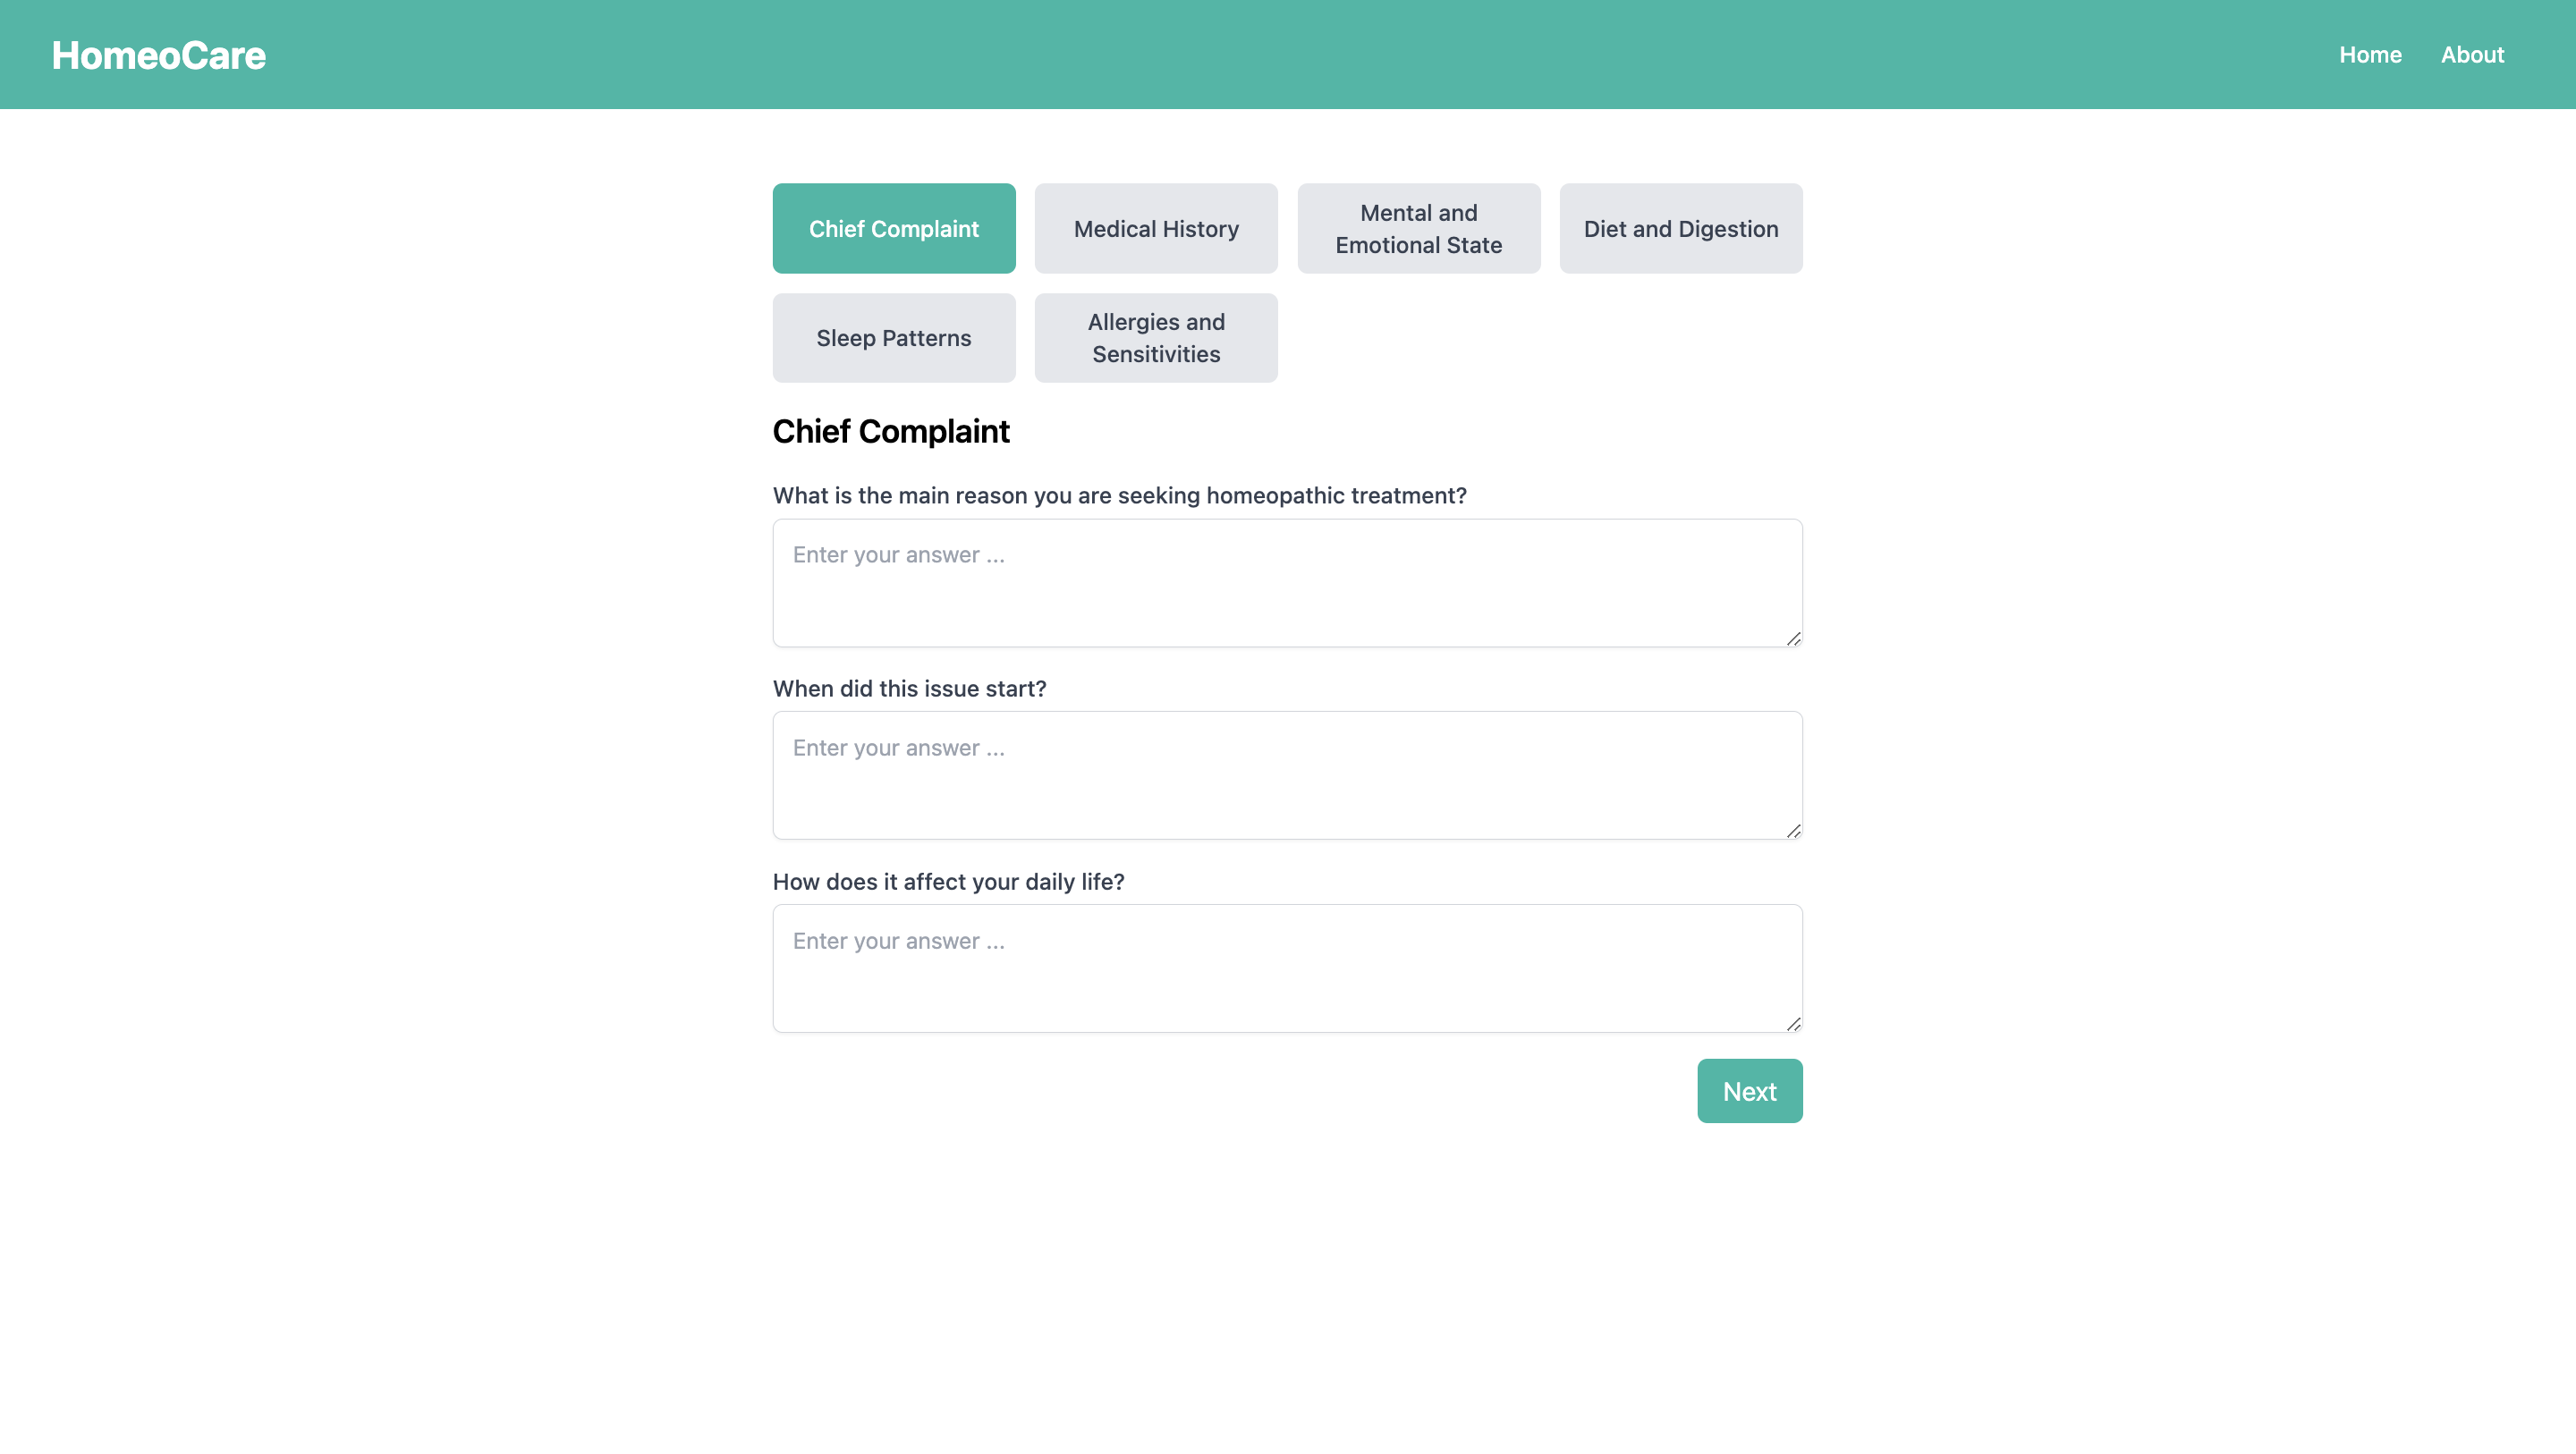 HomeoCare
Home
About
Chief Complaint
Medical History
Mental and
Emotional State
Diet and Digestion
Sleep Patterns
Allergies and
Sensitivities
Chief Complaint
What is the main reason you are seeking homeopathic treatment?
Enter your answer ...
When did this issue start?
Enter your answer ...
How does it affect your daily life?
Enter your answer ...
Next